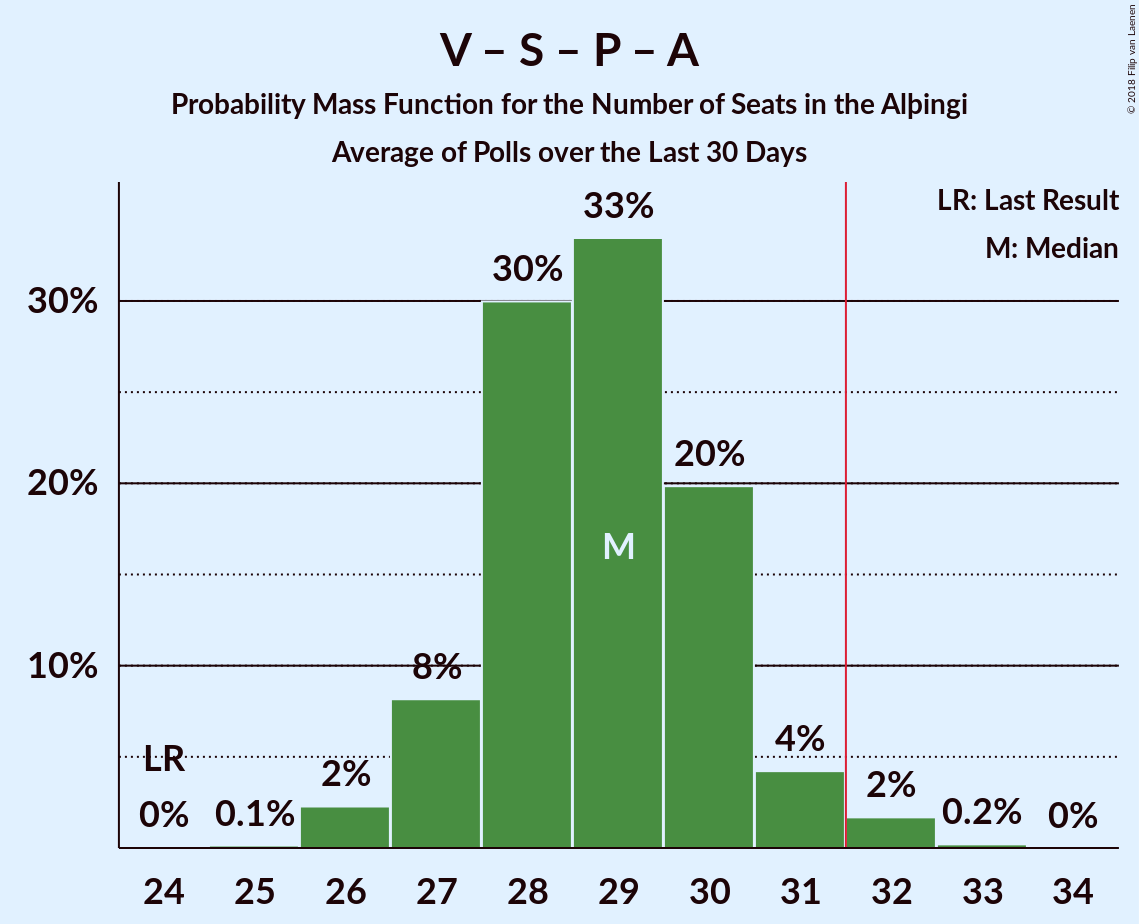 V – S – P – A
Probability Mass Function for the Number of Seats in the Alþingi
Average of Polls over the Last 30 Days
© 2018 Filip van Laenen
LR: Last Result
M: Median
30%
20%
10%
LR
0%
0.1%
2%
8%
30%
33%
M
20%
4%
2%
0.2%
0%
24 25 26 27 28 29 30 31 32 33 34